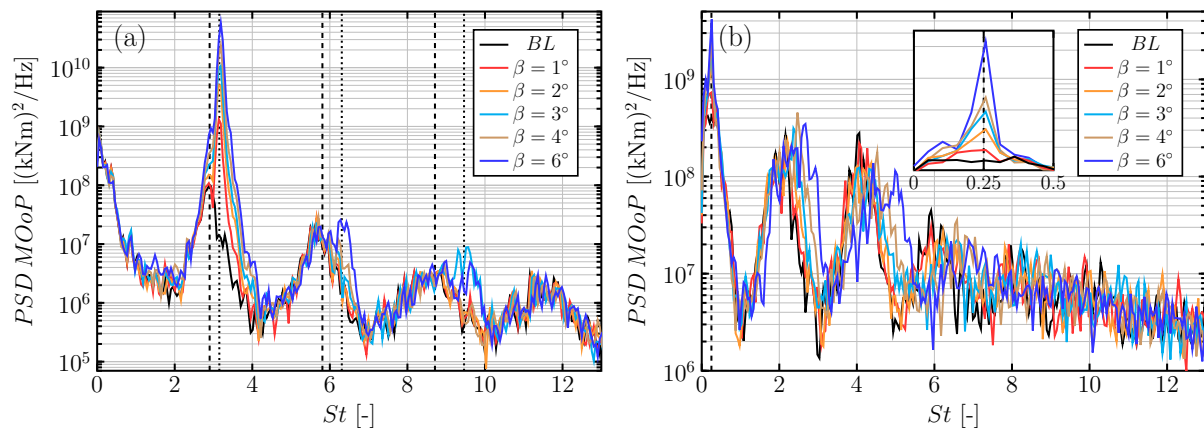 (a)
PSD MOoP [(kNm)²/Hz]
10¹⁰
10⁹
10⁸
10⁷
10⁶
10⁵
0 2 4 6 8 10 12
St [-]
BL
β = 1°
β = 2°
β = 3°
β = 4°
β = 6°
(b)
PSD MOoP [(kNm)²/Hz]
10⁹
10⁸
10⁷
10⁶
0 2 4 6 8 10 12
St [-]
0 0.25 0.5
BL
β = 1°
β = 2°
β = 3°
β = 4°
β = 6°